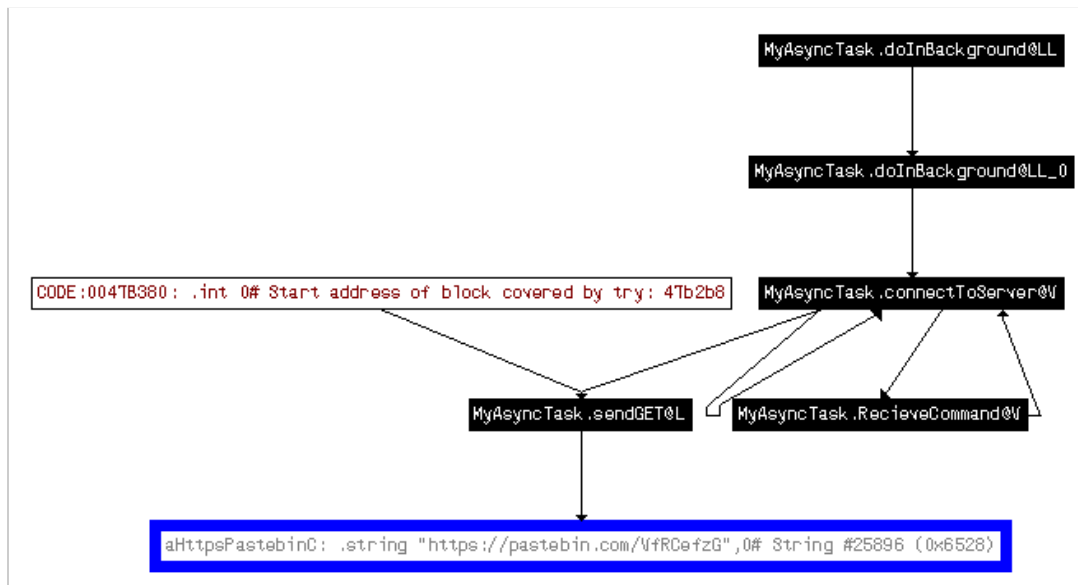 MyAsyncTask.doInBackground@LL
MyAsyncTask.doInBackground@LL_0
CODE:0047B380: .int 0# Start address of block covered by try: 47b2b8
MyAsyncTask.connectToServer@V
MyAsyncTask.sendGET@L
MyAsyncTask.RecieveCommand@V
aHttpsPastebinC: .string "https://pastebin.com/VfRCefzG",0# String #25896 (0x6528)